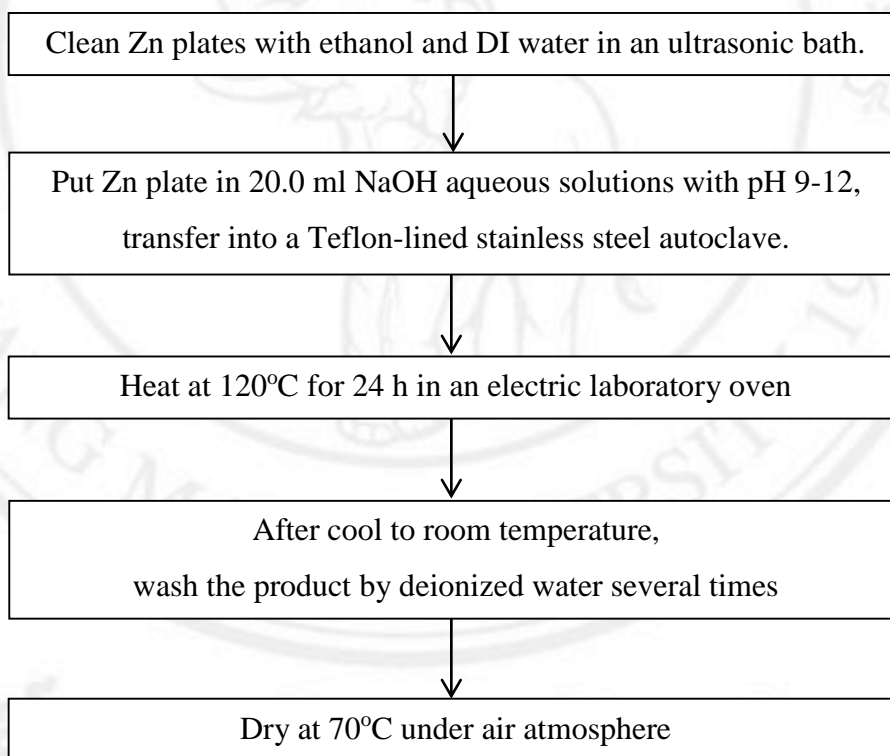 Clean Zn plates with ethanol and DI water in an ultrasonic bath.
Put Zn plate in 20.0 ml NaOH aqueous solutions with pH 9-12,
transfer into a Teflon-lined stainless steel autoclave.
Heat at 120°C for 24 h in an electric laboratory oven
After cool to room temperature,
wash the product by deionized water several times
Dry at 70°C under air atmosphere